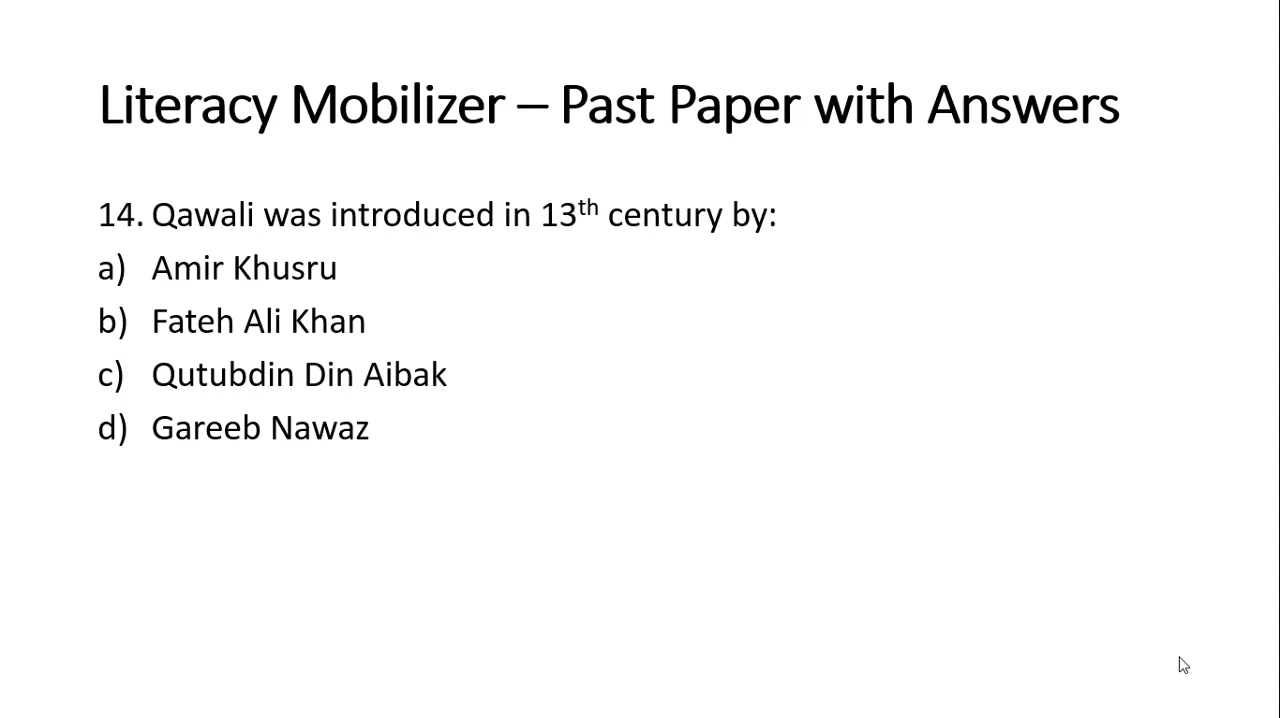 Literacy Mobilizer – Past Paper with Answers
14. Qawali was introduced in 13th century by:
a) Amir Khusru
b) Fateh Ali Khan
c) Qutubdin Din Aibak
d) Gareeb Nawaz